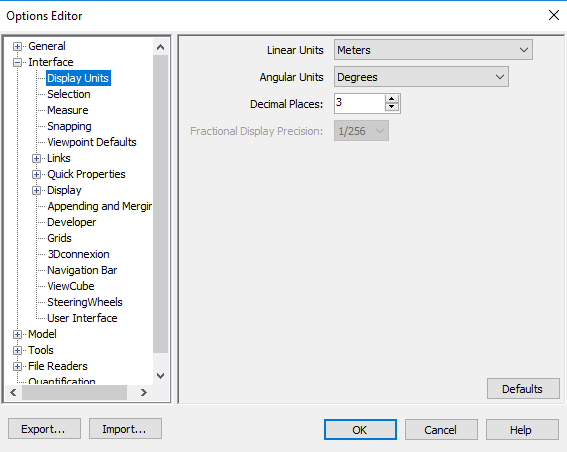 Options Editor
General
Interface
Display Units
Selection
Measure
Snapping
Viewpoint Defaults
Links
Quick Properties
Display
Appending and Mergin
Developer
Grids
3Dconnexion
Navigation Bar
ViewCube
SteeringWheels
User Interface
Model
Tools
File Readers
Quantification
Linear Units Meters
Angular Units Degrees
Decimal Places: 3
Fractional Display Precision: 1/256
Defaults
Export... Import... OK Cancel Help